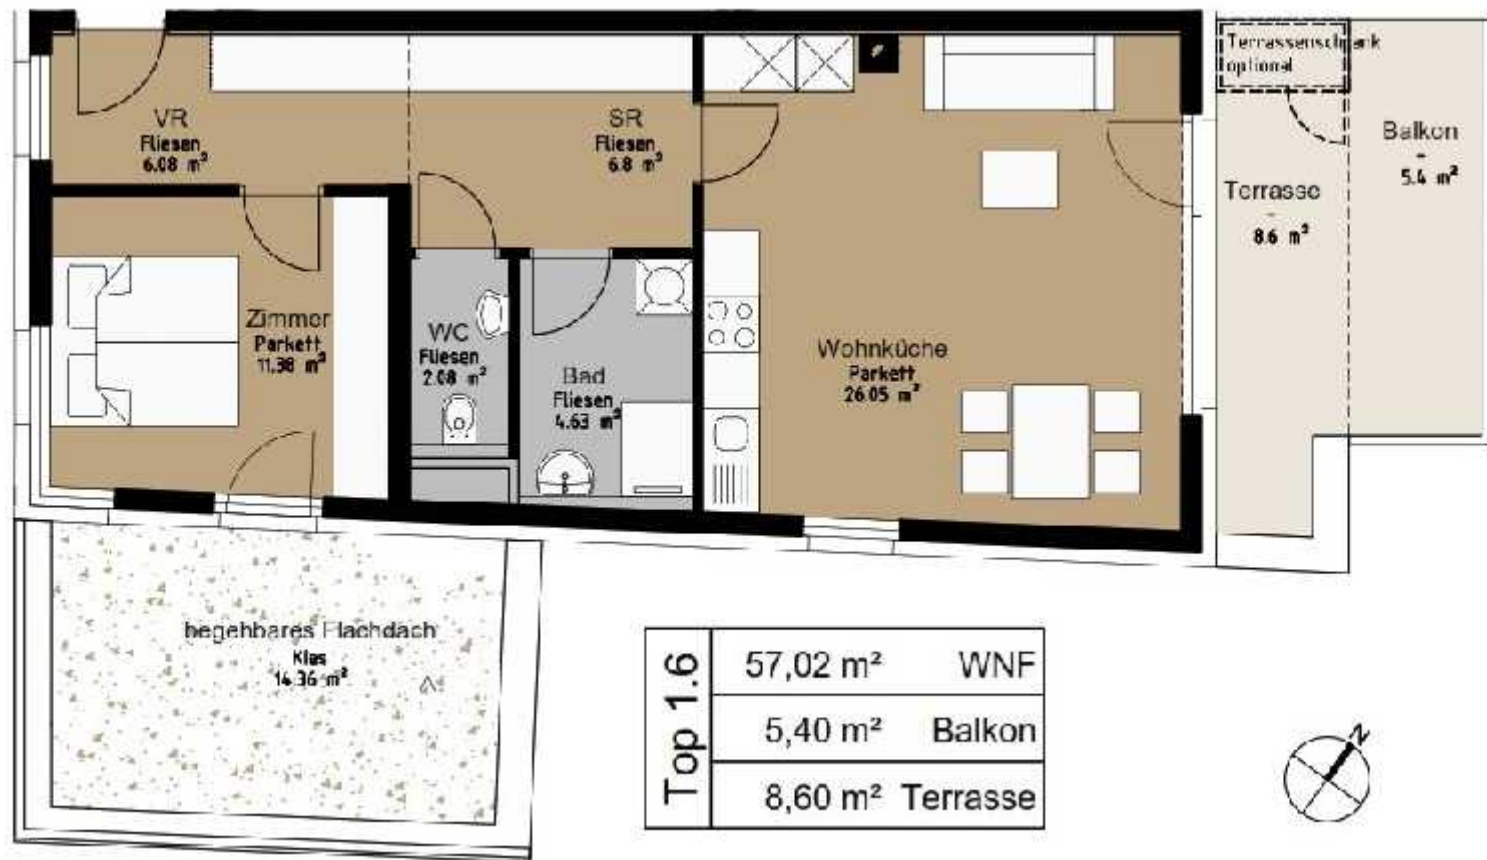 Terrassenschrank
optional
VR
Fliesen
6.08 m²
SR
Fliesen
6.8 m²
Balkon
-
5.4 m²
Terrasse
-
8.6 m²
Zimmer
Parkett
11.38 m²
WC
Fliesen
2.08 m²
Bad
Fliesen
4.63 m²
Wohnküche
Parkett
26.05 m²
begehbares Flachdach
Kies
14.36 m²
Top 1.6
57,02 m² WNF
5,40 m² Balkon
8,60 m² Terrasse
N